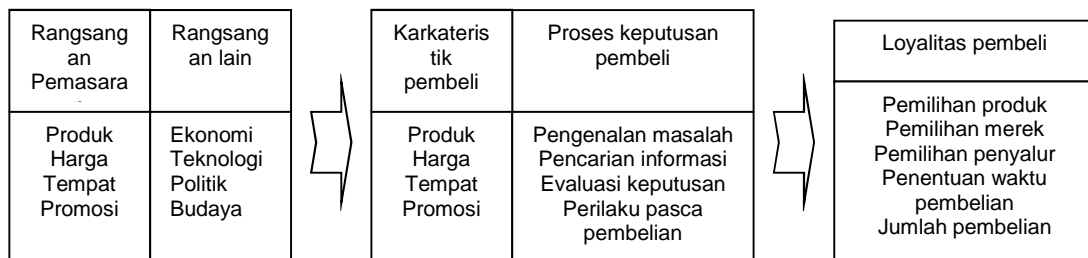 Rangsang
an
Pemasara
Rangsang
an lain
Produk
Harga
Tempat
Promosi
Ekonomi
Teknologi
Politik
Budaya
Karkateris
tik
pembeli
Proses keputusan
pembeli
Produk
Harga
Tempat
Promosi
Pengenalan masalah
Pencarian informasi
Evaluasi keputusan
Perilaku pasca
pembelian
Loyalitas pembeli
Pemilihan produk
Pemilihan merek
Pemilihan penyalur
Penentuan waktu
pembelian
Jumlah pembelian